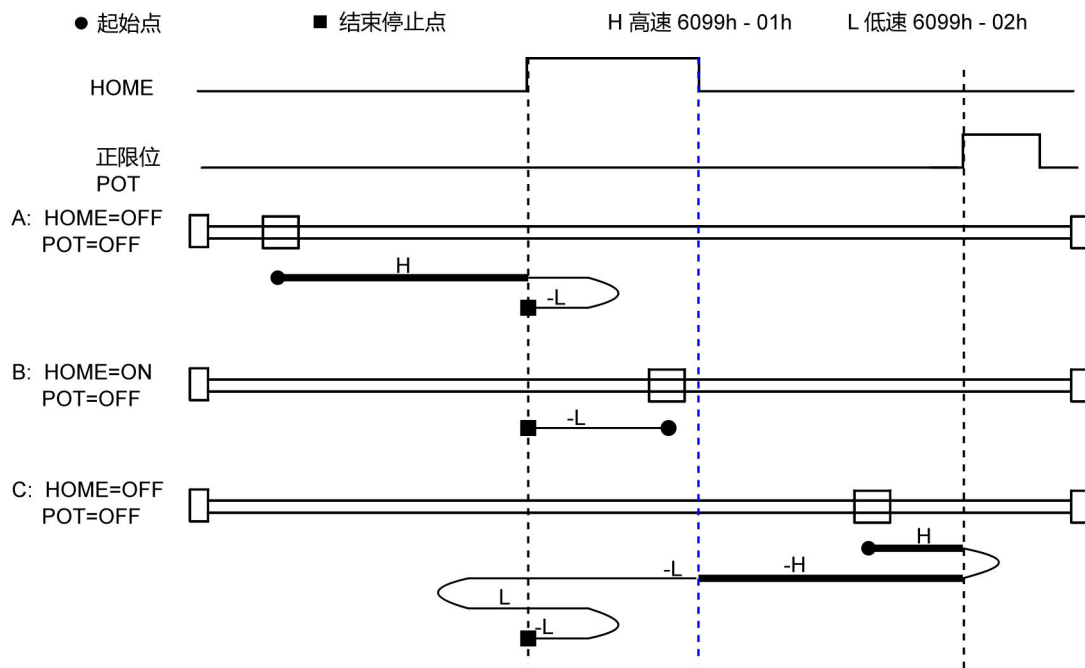 ● 起始点 ■ 结束停止点 H 高速 6099h - 01h L 低速 6099h - 02h
HOME
正限位
POT
A: HOME=OFF
POT=OFF
H
-L
B: HOME=ON
POT=OFF
-L
C: HOME=OFF
POT=OFF
H
-L -H
L
-L